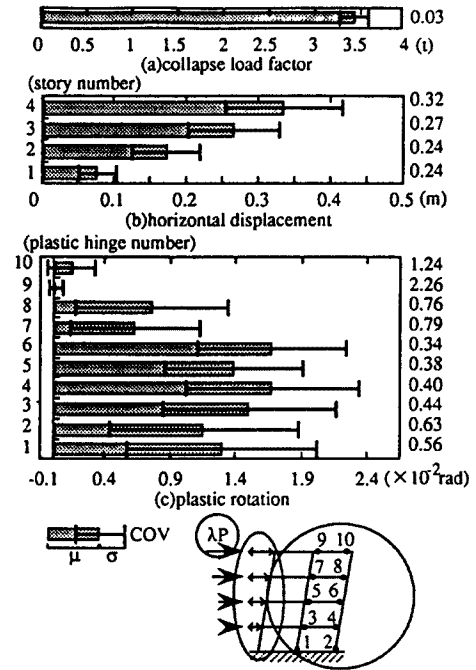 0.03
0 0.5 1 1.5 2 2.5 3 3.5 4 (t)
(a)collapse load factor
(story number)
4 0.32
3 0.27
2 0.24
1 0.24
0 0.1 0.2 0.3 0.4 0.5 (m)
(b)horizontal displacement
(plastic hinge number)
10 1.24
9 2.26
8 0.76
7 0.79
6 0.34
5 0.38
4 0.40
3 0.44
2 0.63
1 0.56
-0.1 0.4 0.9 1.4 1.9 2.4 (×10⁻² rad)
(c)plastic rotation
COV
μ σ
λP
9 10
7 8
5 6
3 4
1 2